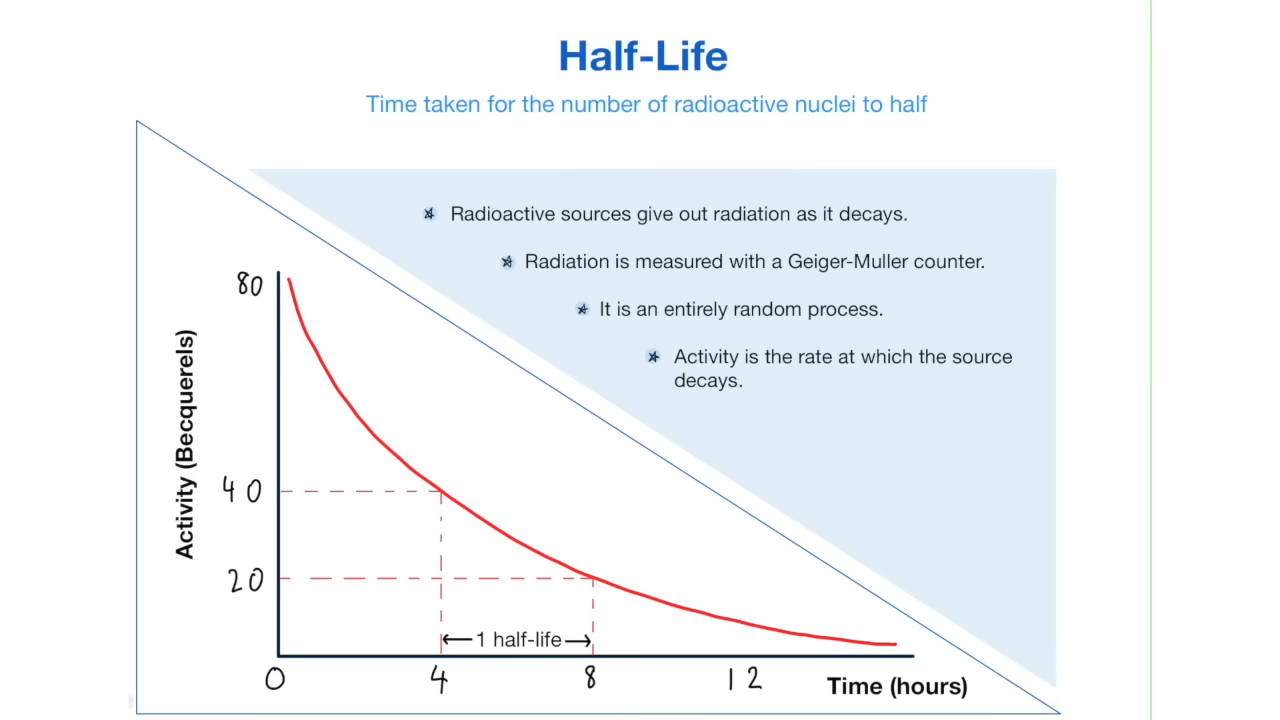 Half-Life
Time taken for the number of radioactive nuclei to half
Radioactive sources give out radiation as it decays.
Radiation is measured with a Geiger-Muller counter.
It is an entirely random process.
Activity is the rate at which the source
decays.
Activity (Becquerels)
80
40
20
1 half-life
0
4
8
12
Time (hours)